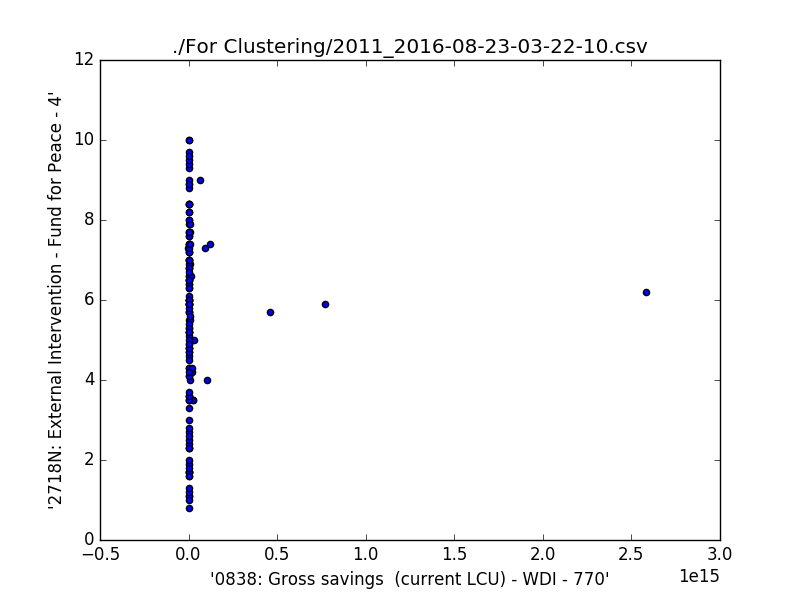 ./For Clustering/2011_2016-08-23-03-22-10.csv
12
10
8
6
4
2
0
'2718N: External Intervention - Fund for Peace - 4'
−0.5 0.0 0.5 1.0 1.5 2.0 2.5 3.0
1e15
'0838: Gross savings  (current LCU) - WDI - 770'